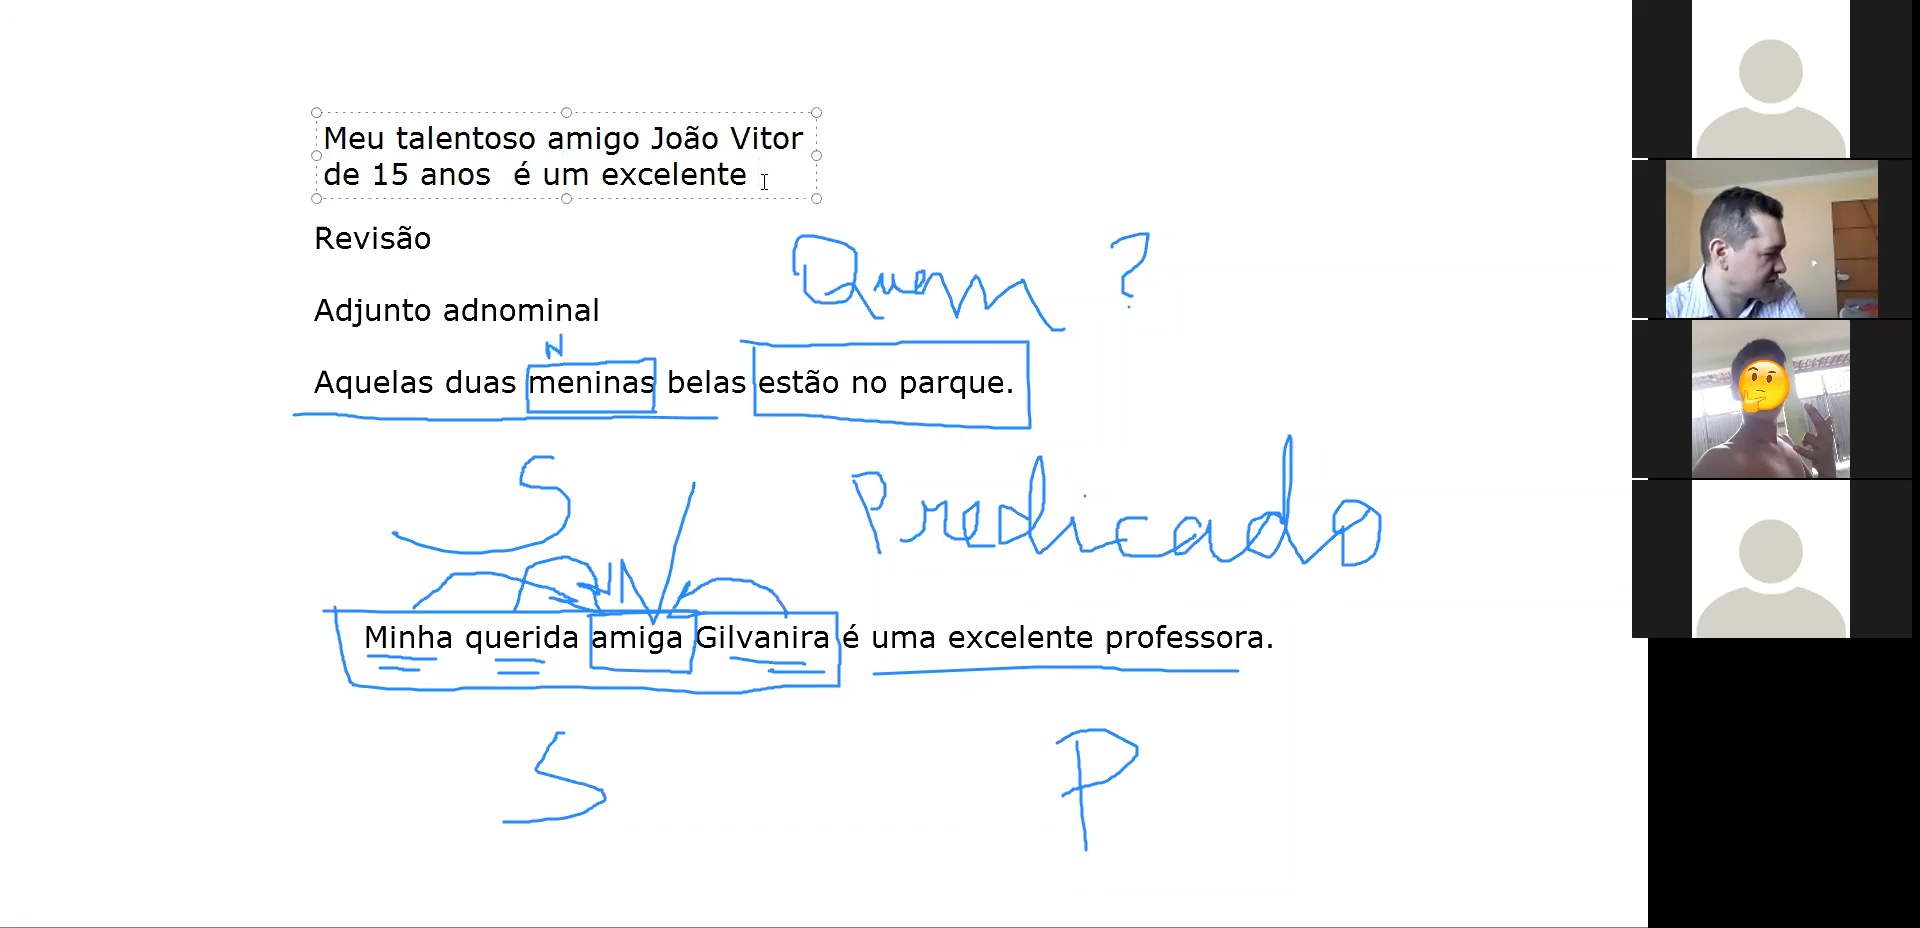 Meu talentoso amigo João Vitor
de 15 anos  é um excelente
Revisão
Quem ?
Adjunto adnominal
N
Aquelas duas meninas belas estão no parque.
S
Predicado
N
Minha querida amiga Gilvanira é uma excelente professora.
S
P